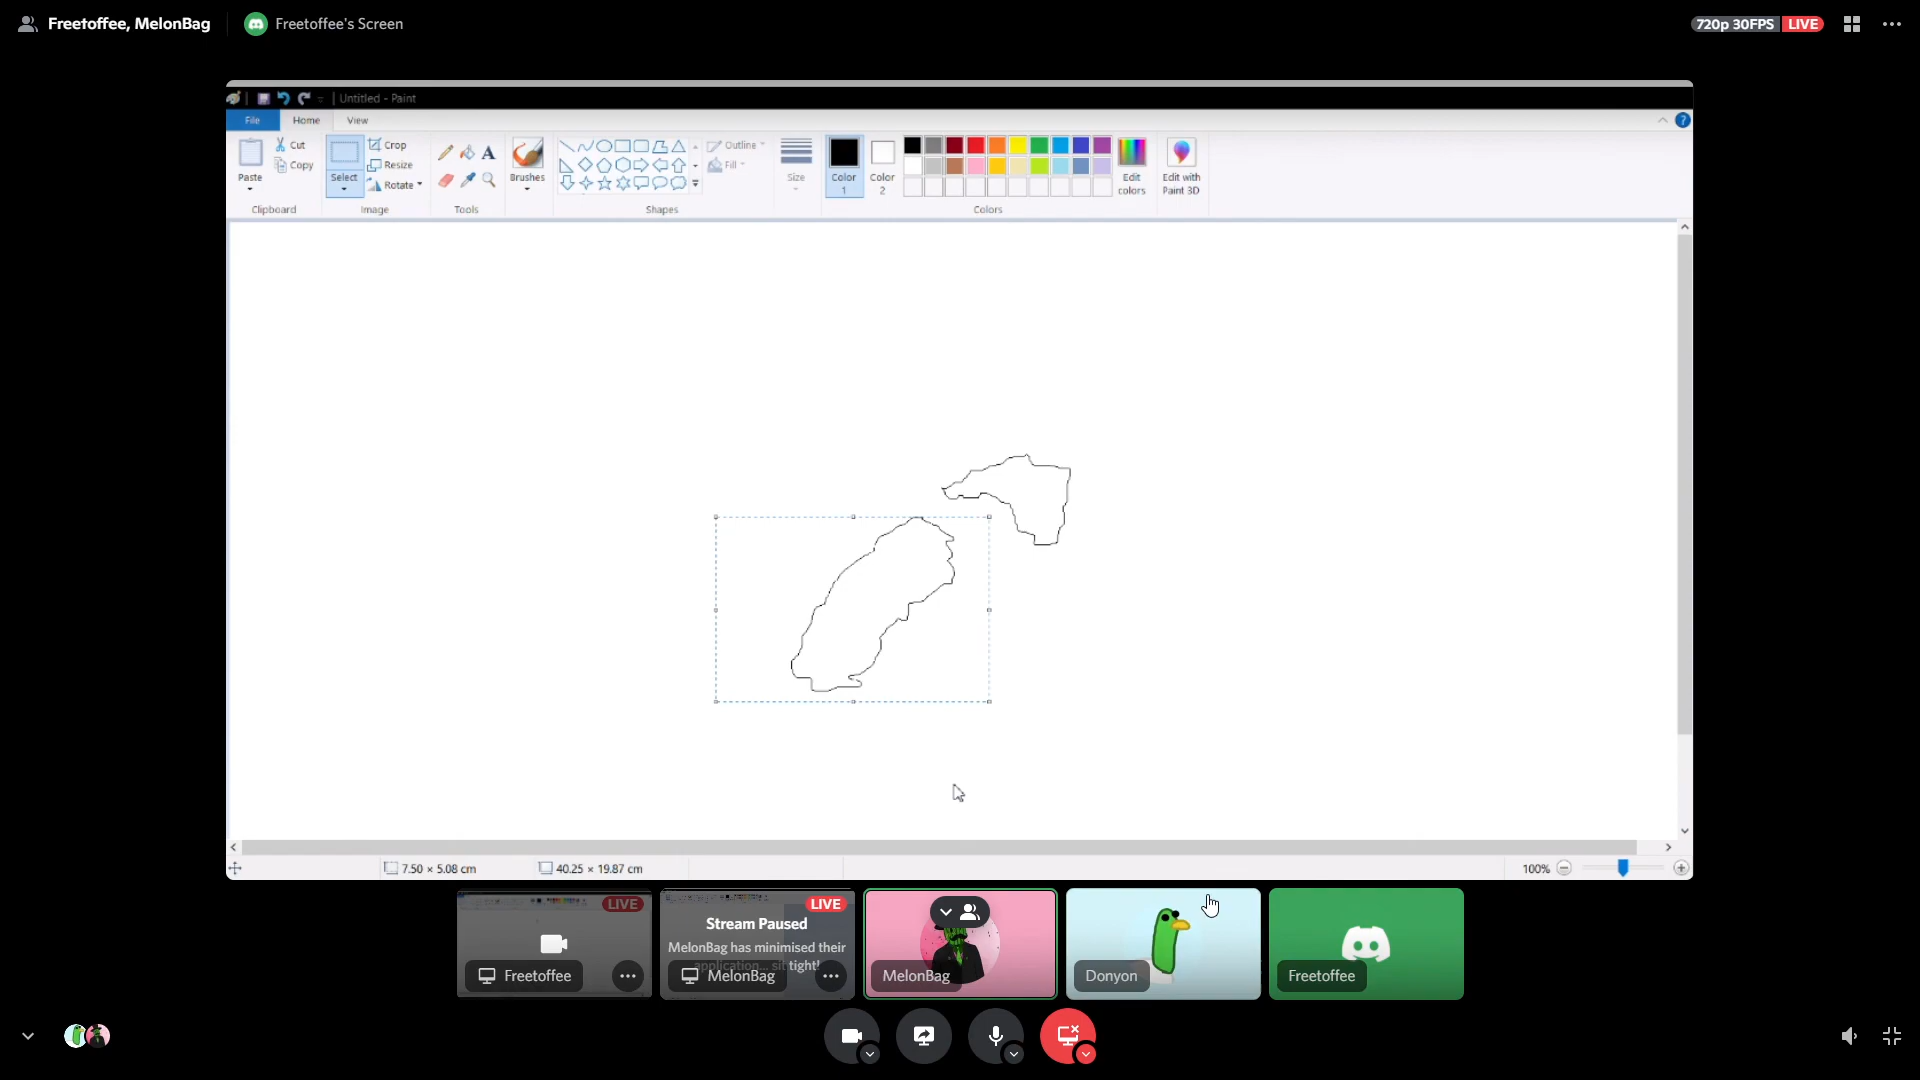 Freetoffee, MelonBag
Freetoffee's Screen
720p 30FPS LIVE
Untitled - Paint
File Home View
Paste
Cut
Copy
Clipboard
Select
Crop
Resize
Rotate
Image
A
Tools
Brushes
Shapes
Outline
Fill
Size
Color 1
Color 2
Colors
Edit colors
Edit with Paint 3D
?
7.50 × 5.08 cm
40.25 × 19.87 cm
100%
LIVE
Freetoffee
LIVE
Stream Paused
MelonBag has minimised their
application... sit tight!
MelonBag
MelonBag
Donyon
Freetoffee